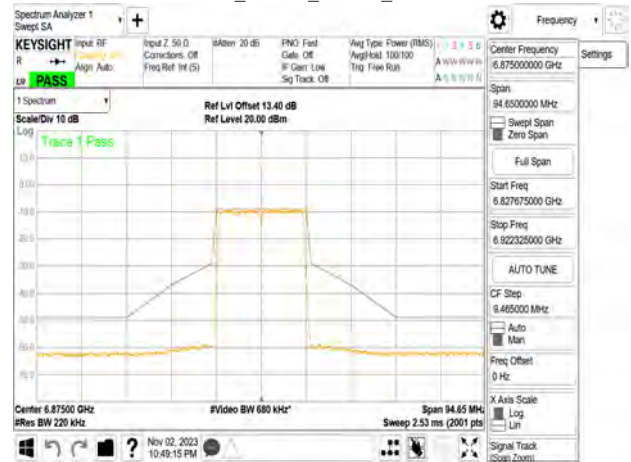 Spectrum Analyzer 1
Swept SA
+
Frequency
KEYSIGHT
R
PASS
Input: RF
Align: Auto
Input Z: 50 Ω
Corrections: Off
Freq Ref: Int (S)
#Atten: 20 dB
PNO: Fast
Gate: Off
IF Gain: Low
Sig Track: Off
Avg Type: Power (RMS)
Avg|Hold: 100/100
Trig: Free Run
1 Spectrum
Scale/Div 10 dB
Ref Lvl Offset 13.40 dB
Ref Level 20.00 dBm
Log
Trace 1 Pass
Center 6.87500 GHz
#Res BW 220 kHz
#Video BW 680 kHz*
Span 94.65 MHz
Sweep 2.53 ms (2001 pts)
?
Nov 02, 2023
10:49:15 PM
Center Frequency
6.875000000 GHz
Settings
Span
94.6500000 MHz
Swept Span
Zero Span
Full Span
Start Freq
6.827675000 GHz
Stop Freq
6.922325000 GHz
AUTO TUNE
CF Step
9.465000 MHz
Auto
Man
Freq Offset
0 Hz
X Axis Scale
Log
Lin
Signal Track
(Span Zoom)